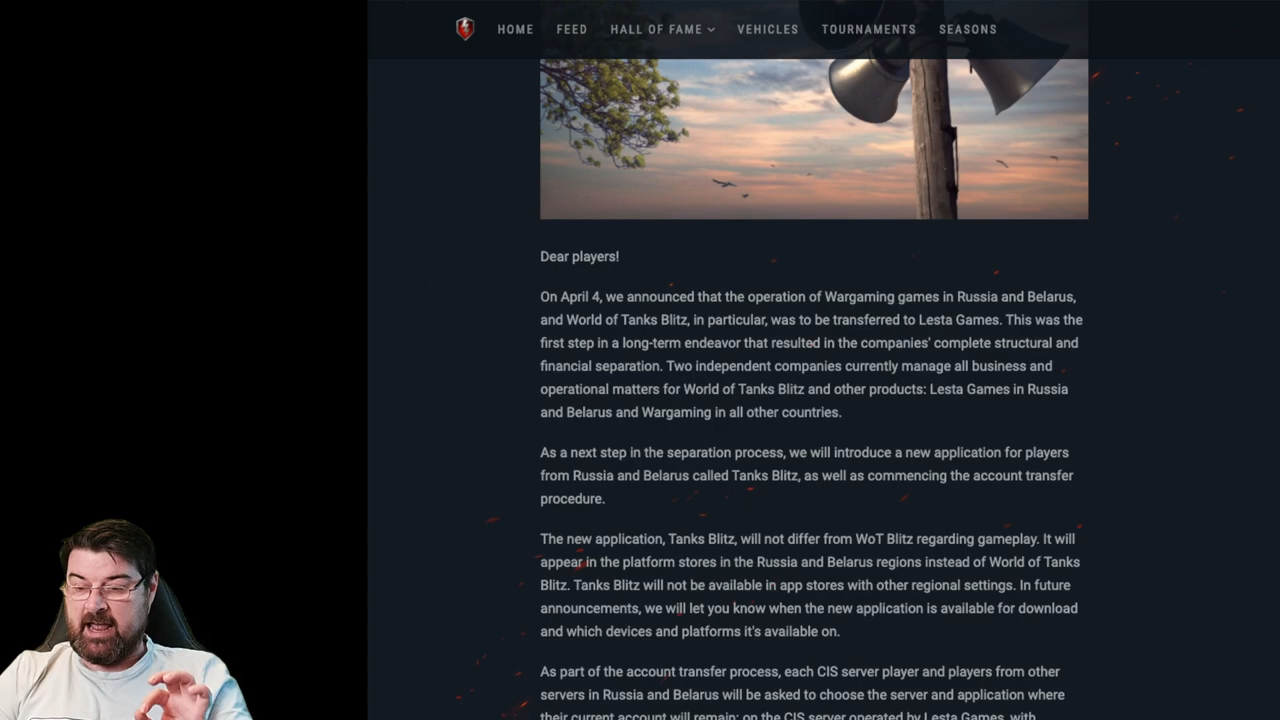 HOME FEED HALL OF FAME VEHICLES TOURNAMENTS SEASONS
Dear players!
On April 4, we announced that the operation of Wargaming games in Russia and Belarus,
and World of Tanks Blitz, in particular, was to be transferred to Lesta Games. This was the
first step in a long-term endeavor that resulted in the companies' complete structural and
financial separation. Two independent companies currently manage all business and
operational matters for World of Tanks Blitz and other products: Lesta Games in Russia
and Belarus and Wargaming in all other countries.
As a next step in the separation process, we will introduce a new application for players
from Russia and Belarus called Tanks Blitz, as well as commencing the account transfer
procedure.
The new application, Tanks Blitz, will not differ from WoT Blitz regarding gameplay. It will
appear in the platform stores in the Russia and Belarus regions instead of World of Tanks
Blitz. Tanks Blitz will not be available in app stores with other regional settings. In future
announcements, we will let you know when the new application is available for download
and which devices and platforms it's available on.
As part of the account transfer process, each CIS server player and players from other
servers in Russia and Belarus will be asked to choose the server and application where
their current account will remain: on the CIS server operated by Lesta Games, with